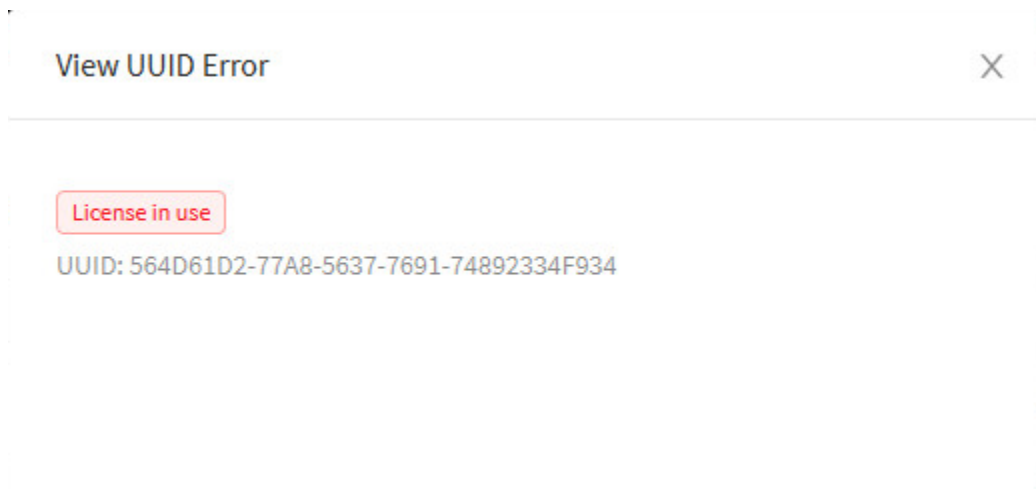 View UUID Error
License in use
UUID: 564D61D2-77A8-5637-7691-74892334F934